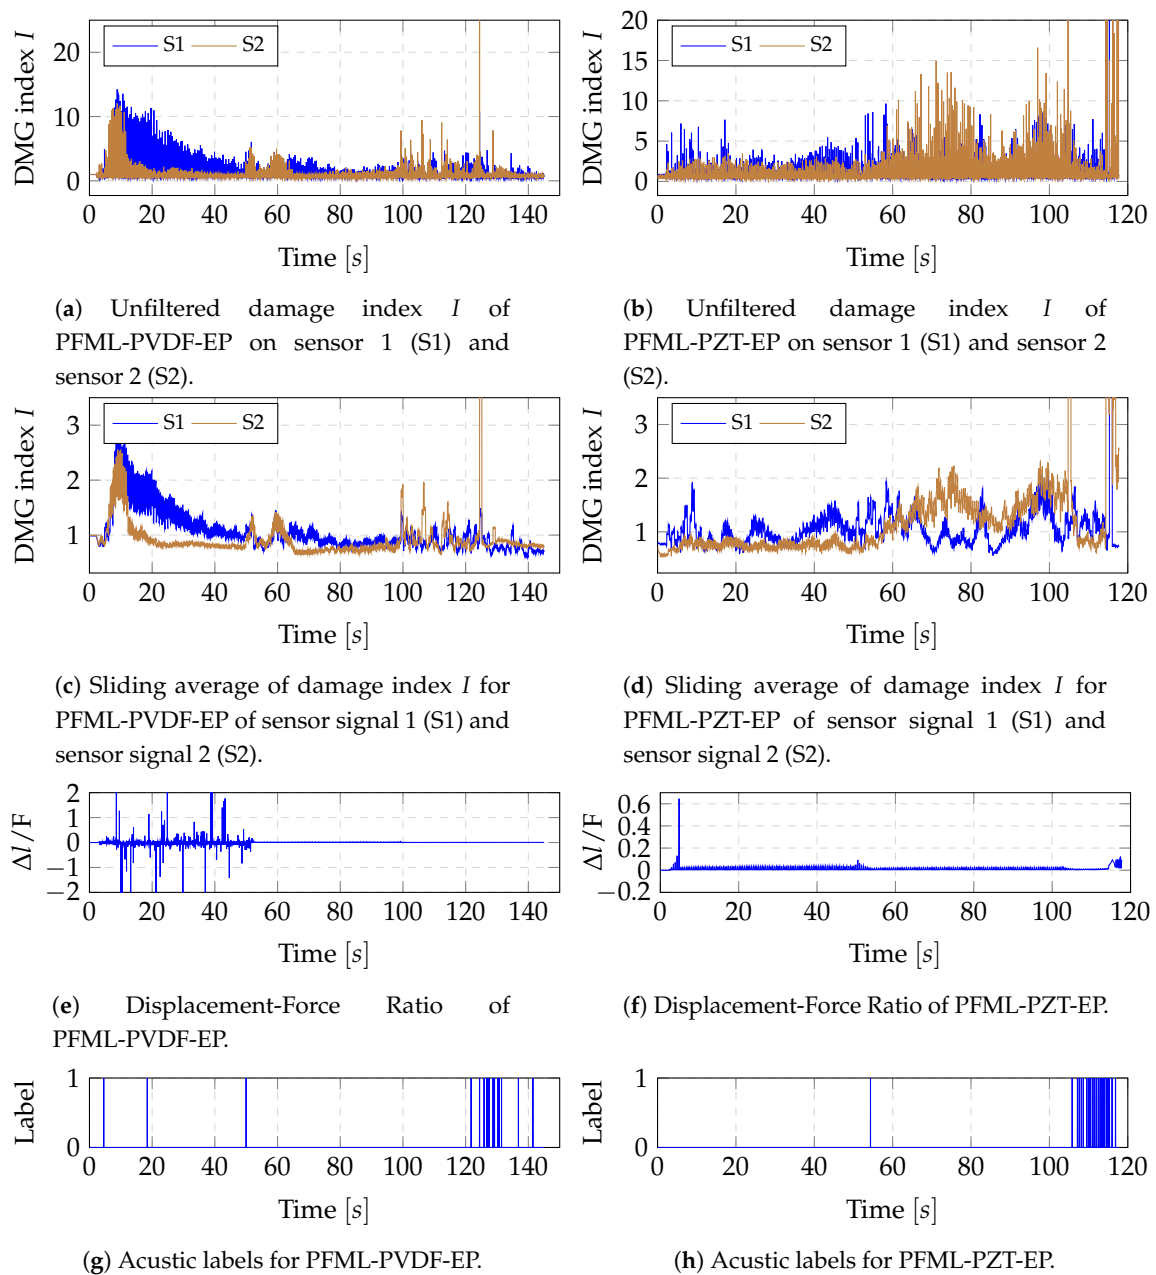 DMG index I
20
10
0
S1 S2
0 20 40 60 80 100 120 140
Time [s]
(a) Unfiltered damage index I of
PFML-PVDF-EP on sensor 1 (S1) and
sensor 2 (S2).
DMG index I
20
15
10
5
0
S1 S2
0 20 40 60 80 100 120
Time [s]
(b) Unfiltered damage index I of
PFML-PZT-EP on sensor 1 (S1) and sensor 2
(S2).
DMG index I
3
2
1
S1 S2
0 20 40 60 80 100 120 140
Time [s]
(c) Sliding average of damage index I for
PFML-PVDF-EP of sensor signal 1 (S1) and
sensor signal 2 (S2).
DMG index I
3
2
1
S1 S2
0 20 40 60 80 100 120
Time [s]
(d) Sliding average of damage index I for
PFML-PZT-EP of sensor signal 1 (S1) and
sensor signal 2 (S2).
Δl/F
2
1
0
−1
−2
0 20 40 60 80 100 120 140
Time [s]
(e) Displacement-Force Ratio of
PFML-PVDF-EP.
Δl/F
0.6
0.4
0.2
0
−0.2
0 20 40 60 80 100 120
Time [s]
(f) Displacement-Force Ratio of PFML-PZT-EP.
Label
1
0
0 20 40 60 80 100 120 140
Time [s]
(g) Acustic labels for PFML-PVDF-EP.
Label
1
0
0 20 40 60 80 100 120
Time [s]
(h) Acustic labels for PFML-PZT-EP.